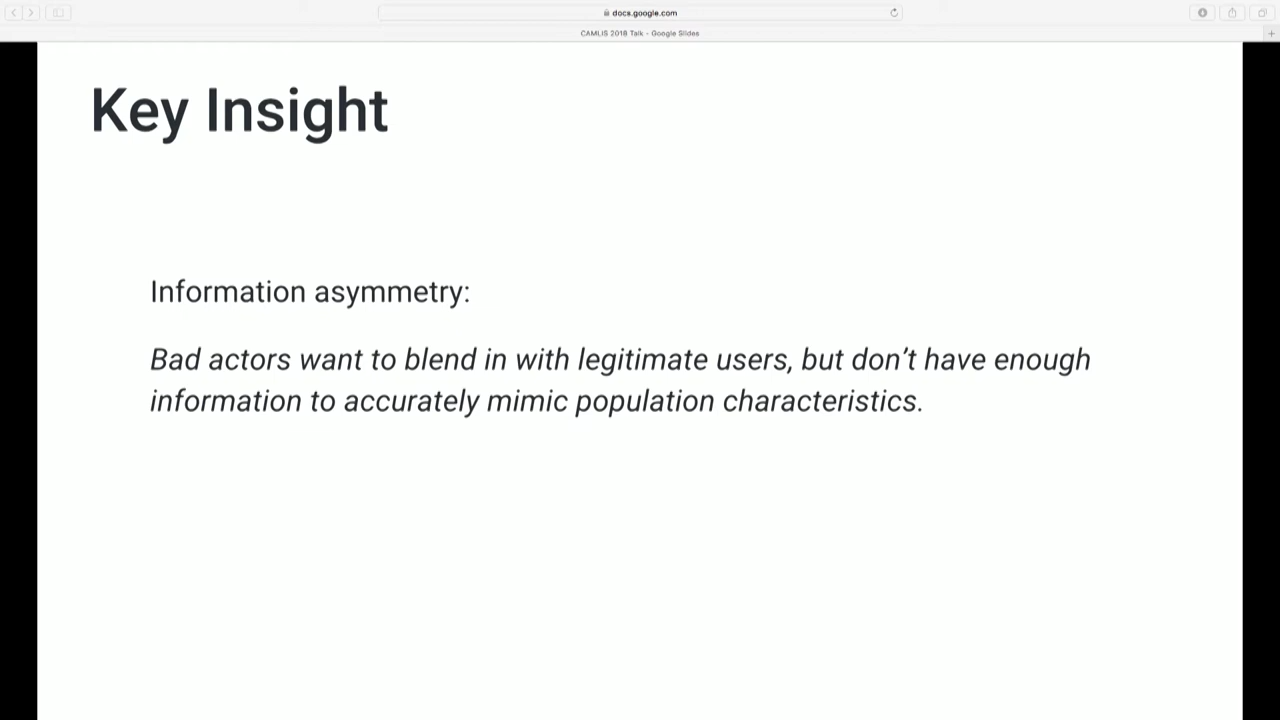 docs.google.com
CAMLIS 2018 Talk - Google Slides
Key Insight
Information asymmetry:
Bad actors want to blend in with legitimate users, but don’t have enough
information to accurately mimic population characteristics.